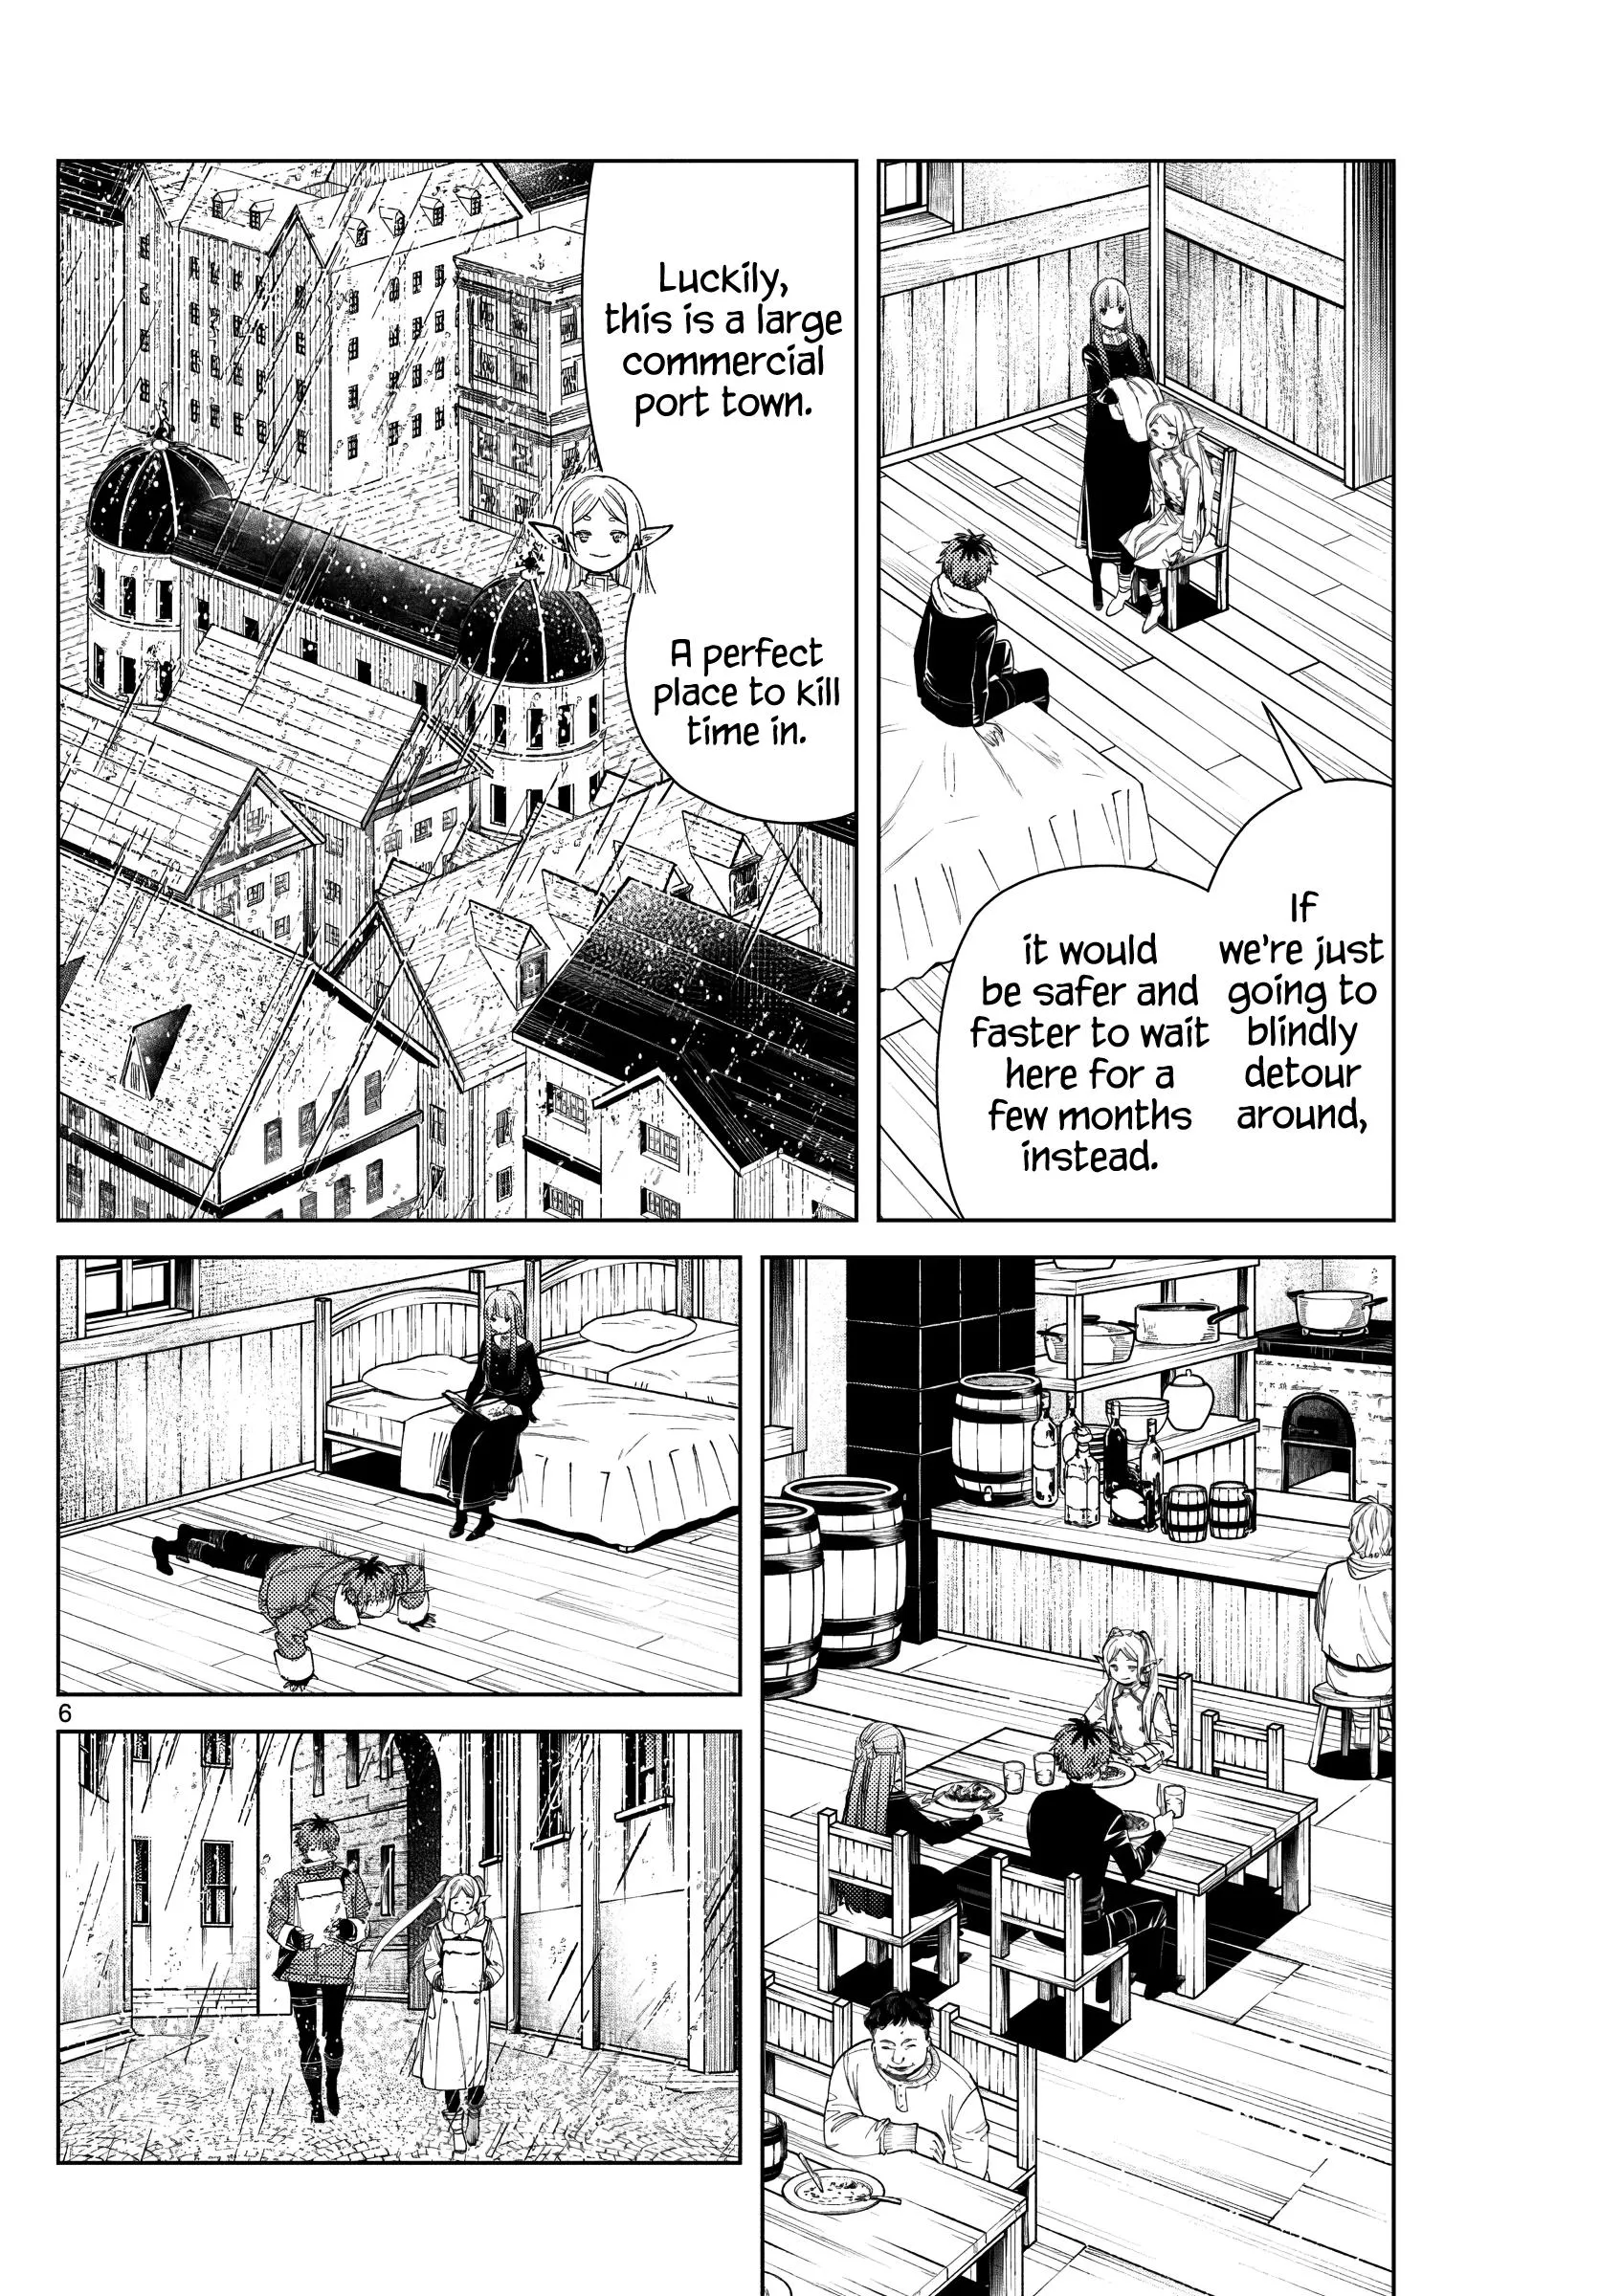 If
we're just
going to
blindly
detour
around,
it would
be safer and
faster to wait
here for a
few months
instead.
Luckily,
this is a large
commercial
port town.
A perfect
place to kill
time in.
6